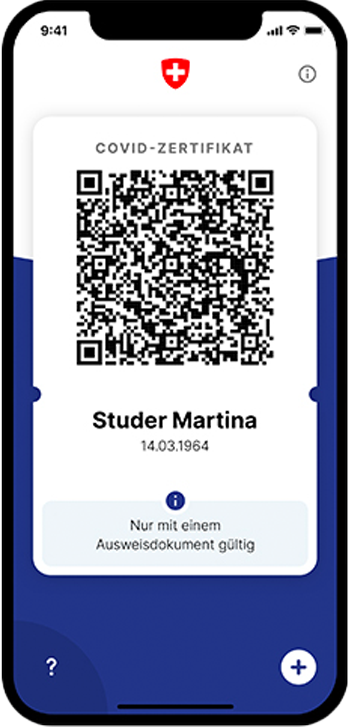 9:41
COVID-ZERTIFIKAT
Studer Martina
14.03.1964
Nur mit einem
Ausweisdokument gültig
?